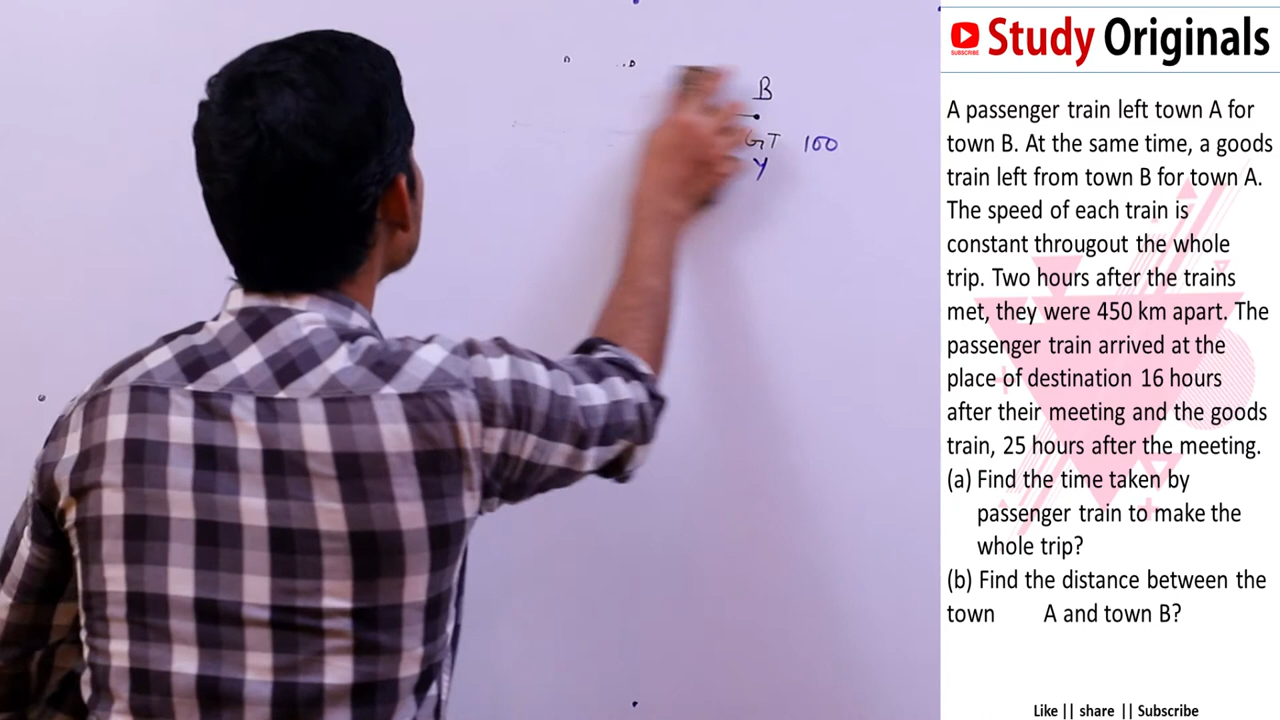 B
GT 100
Y
SUBSCRIBE
Study Originals
A passenger train left town A for
town B. At the same time, a goods
train left from town B for town A.
The speed of each train is
constant througout the whole
trip. Two hours after the trains
met, they were 450 km apart. The
passenger train arrived at the
place of destination 16 hours
after their meeting and the goods
train, 25 hours after the meeting.
(a) Find the time taken by
passenger train to make the
whole trip?
(b) Find the distance between the
town A and town B?
Like || share || Subscribe